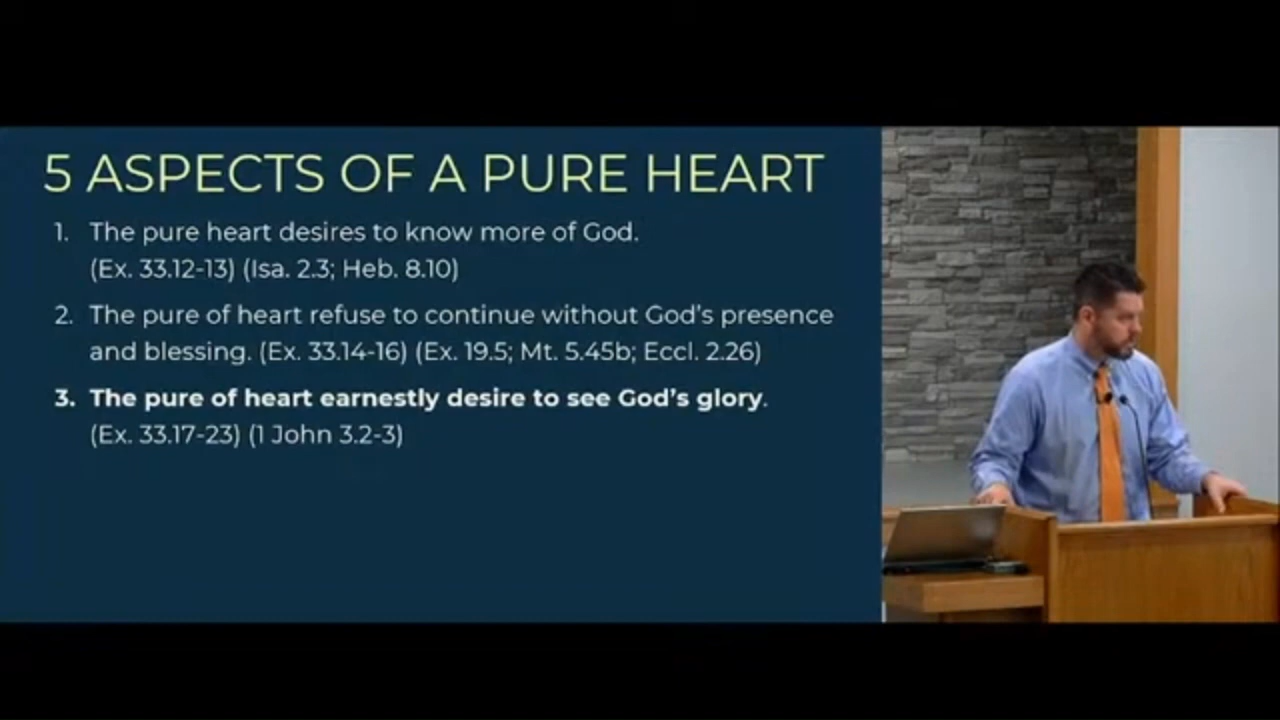 5 ASPECTS OF A PURE HEART
1. The pure heart desires to know more of God.
(Ex. 33.12-13) (Isa. 2.3; Heb. 8.10)
2. The pure of heart refuse to continue without God's presence
and blessing. (Ex. 33.14-16) (Ex. 19.5; Mt. 5.45b; Eccl. 2.26)
3. The pure of heart earnestly desire to see God's glory.
(Ex. 33.17-23) (1 John 3.2-3)